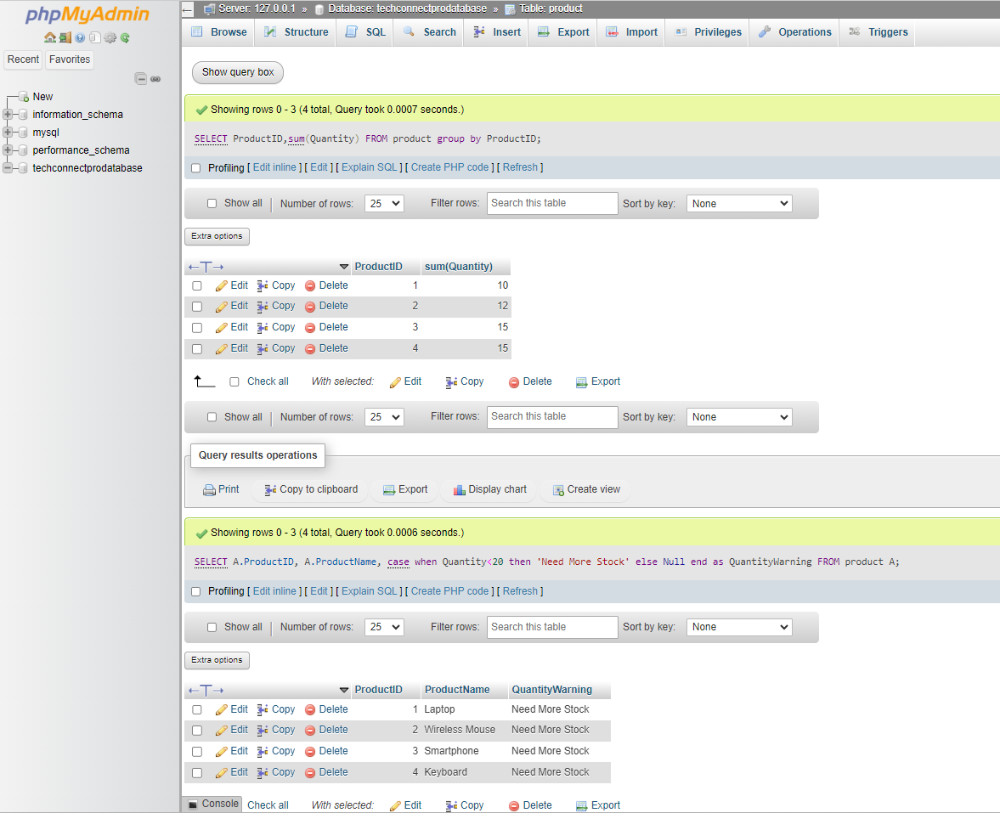 phpMyAdmin
Recent Favorites
New
information_schema
mysql
performance_schema
techconnectprodatabase
Server: 127.0.0.1 » Database: techconnectprodatabase » Table: product
Browse Structure SQL Search Insert Export Import Privileges Operations Triggers
Show query box
Showing rows 0 - 3 (4 total, Query took 0.0007 seconds.)
SELECT ProductID,sum(Quantity) FROM product group by ProductID;
Profiling [ Edit inline ] [ Edit ] [ Explain SQL ] [ Create PHP code ] [ Refresh ]
Show all | Number of rows: 25 Filter rows: Search this table Sort by key: None
Extra options
←T→ ProductID sum(Quantity)
Edit Copy Delete 1 10
Edit Copy Delete 2 12
Edit Copy Delete 3 15
Edit Copy Delete 4 15
Check all With selected: Edit Copy Delete Export
Show all | Number of rows: 25 Filter rows: Search this table Sort by key: None
Query results operations
Print Copy to clipboard Export Display chart Create view
Showing rows 0 - 3 (4 total, Query took 0.0006 seconds.)
SELECT A.ProductID, A.ProductName, case when Quantity<20 then 'Need More Stock' else Null end as QuantityWarning FROM product A;
Profiling [ Edit inline ] [ Edit ] [ Explain SQL ] [ Create PHP code ] [ Refresh ]
Show all | Number of rows: 25 Filter rows: Search this table Sort by key: None
Extra options
←T→ ProductID ProductName QuantityWarning
Edit Copy Delete 1 Laptop Need More Stock
Edit Copy Delete 2 Wireless Mouse Need More Stock
Edit Copy Delete 3 Smartphone Need More Stock
Edit Copy Delete 4 Keyboard Need More Stock
Console Check all With selected: Edit Copy Delete Export